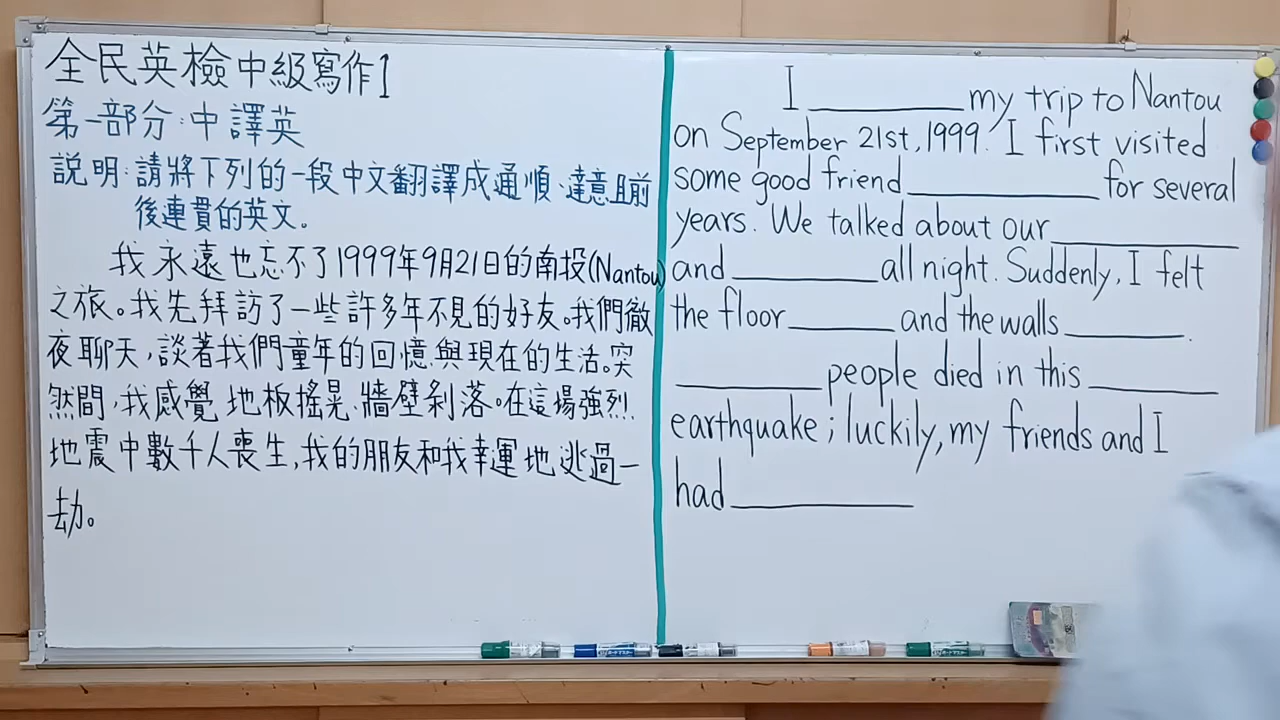 全民英檢中級寫作1
第一部分:中譯英
說明:請將下列的一段中文翻譯成通順、達意且前
後連貫的英文。
我永遠也忘不了1999年9月21日的南投(Nantou)
之旅。我先拜訪了一些許多年不見的好友。我們徹
夜聊天,談著我們童年的回憶與現在的生活。突
然間,我感覺地板搖晃、牆壁剝落。在這場強烈
地震中數千人喪生,我的朋友和我幸運地逃過一
劫。
I ____________ my trip to Nantou
on September 21st, 1999. I first visited
some good friend ____________ for several
years. We talked about our ____________
and ____________ all night. Suddenly, I felt
the floor ________ and the walls ________.
____________ people died in this ____________
earthquake; luckily, my friends and I
had ____________